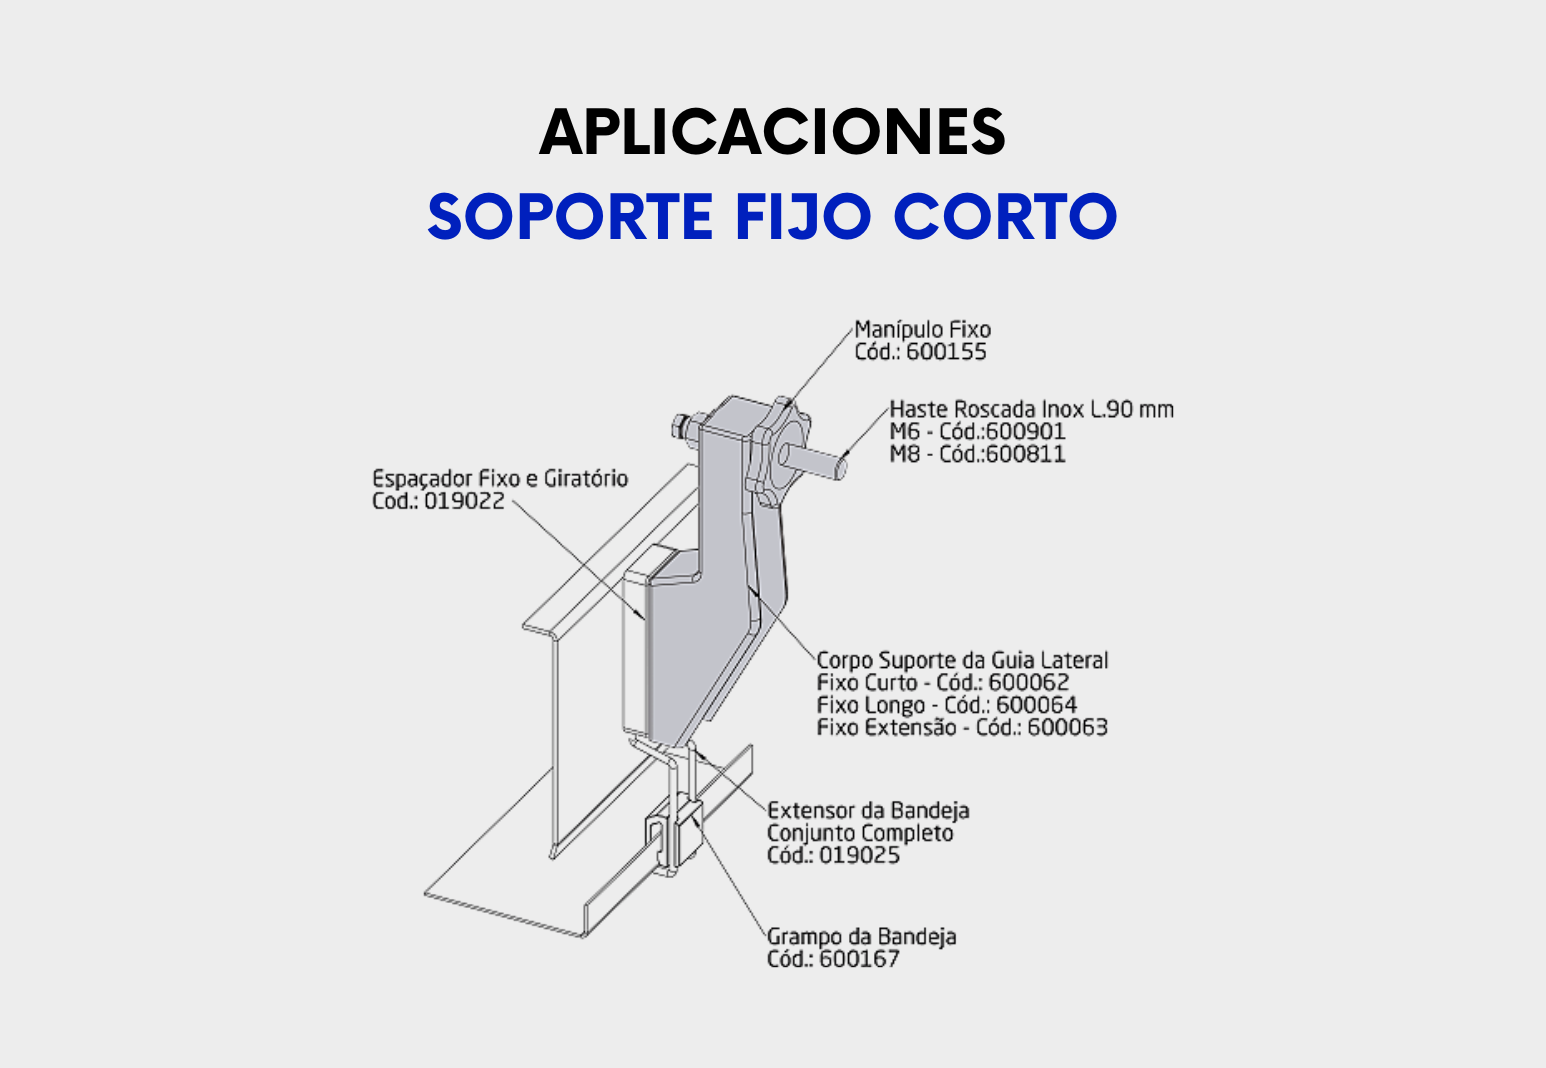 APLICACIONES
SOPORTE FIJO CORTO
Manípulo Fixo
Cód.: 600155
Haste Roscada Inox L.90 mm
M6 - Cód.:600901
M8 - Cód.:600811
Espaçador Fixo e Giratório
Cod.: 019022
Corpo Suporte da Guia Lateral
Fixo Curto - Cód.: 600062
Fixo Longo - Cód.: 600064
Fixo Extensão - Cód.: 600063
Extensor da Bandeja
Conjunto Completo
Cód.: 019025
Grampo da Bandeja
Cód.: 600167